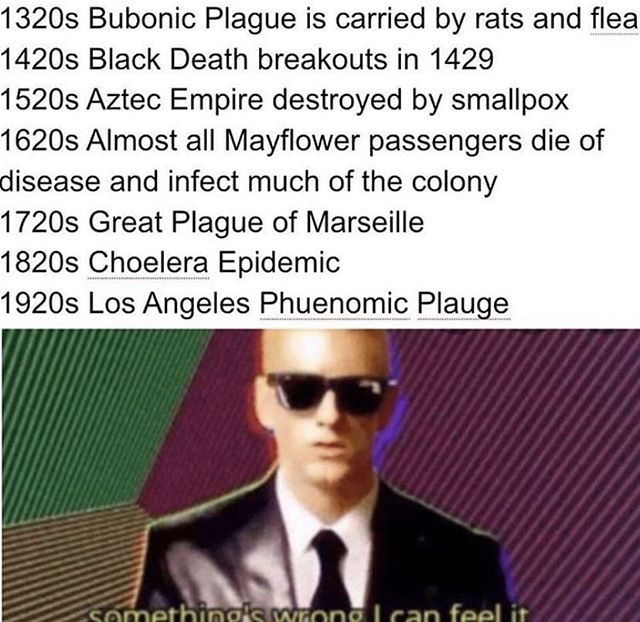 1320s Bubonic Plague is carried by rats and flea
1420s Black Death breakouts in 1429
1520s Aztec Empire destroyed by smallpox
1620s Almost all Mayflower passengers die of
disease and infect much of the colony
1720s Great Plague of Marseille
1820s Choelera Epidemic
1920s Los Angeles Phuenomic Plauge
something's wrong I can feel it